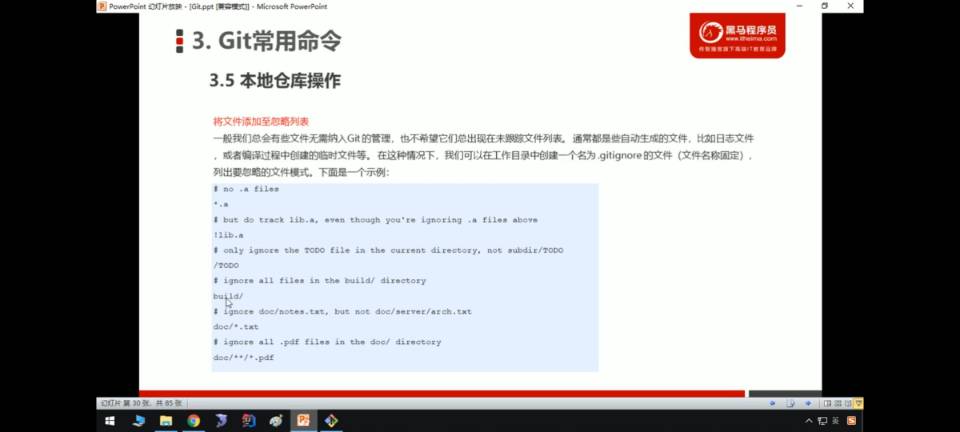 PowerPoint 幻灯片放映 - [Git.ppt [兼容模式]] - Microsoft PowerPoint
3. Git常用命令
黑马程序员
www.itheima.com
传智播客旗下高端IT教育品牌
3.5 本地仓库操作
将文件添加至忽略列表
一般我们总会有些文件无需纳入Git 的管理，也不希望它们总出现在未跟踪文件列表。 通常都是些自动生成的文件，比如日志文件
，或者编译过程中创建的临时文件等。 在这种情况下，我们可以在工作目录中创建一个名为 .gitignore 的文件（文件名称固定），
列出要忽略的文件模式。下面是一个示例：
# no .a files
*.a
# but do track lib.a, even though you're ignoring .a files above
!lib.a
# only ignore the TODO file in the current directory, not subdir/TODO
/TODO
# ignore all files in the build/ directory
build/
# ignore doc/notes.txt, but not doc/server/arch.txt
doc/*.txt
# ignore all .pdf files in the doc/ directory
doc/**/*.pdf
幻灯片 第 30 张，共 85 张
英